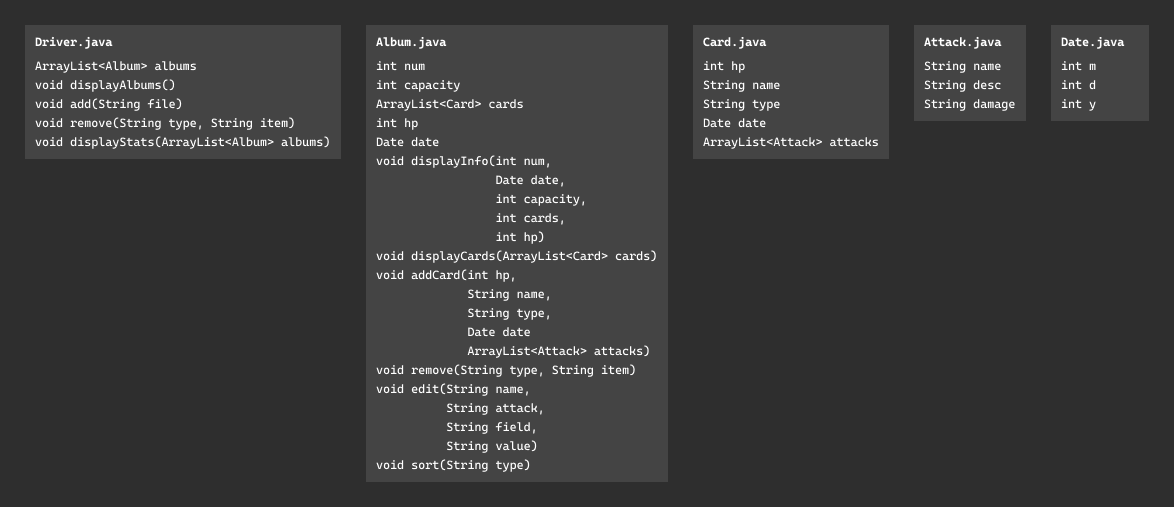 Driver.java
ArrayList<Album> albums
void displayAlbums()
void add(String file)
void remove(String type, String item)
void displayStats(ArrayList<Album> albums)
Album.java
int num
int capacity
ArrayList<Card> cards
int hp
Date date
void displayInfo(int num,
Date date,
int capacity,
int cards,
int hp)
void displayCards(ArrayList<Card> cards)
void addCard(int hp,
String name,
String type,
Date date
ArrayList<Attack> attacks)
void remove(String type, String item)
void edit(String name,
String attack,
String field,
String value)
void sort(String type)
Card.java
int hp
String name
String type
Date date
ArrayList<Attack> attacks
Attack.java
String name
String desc
String damage
Date.java
int m
int d
int y